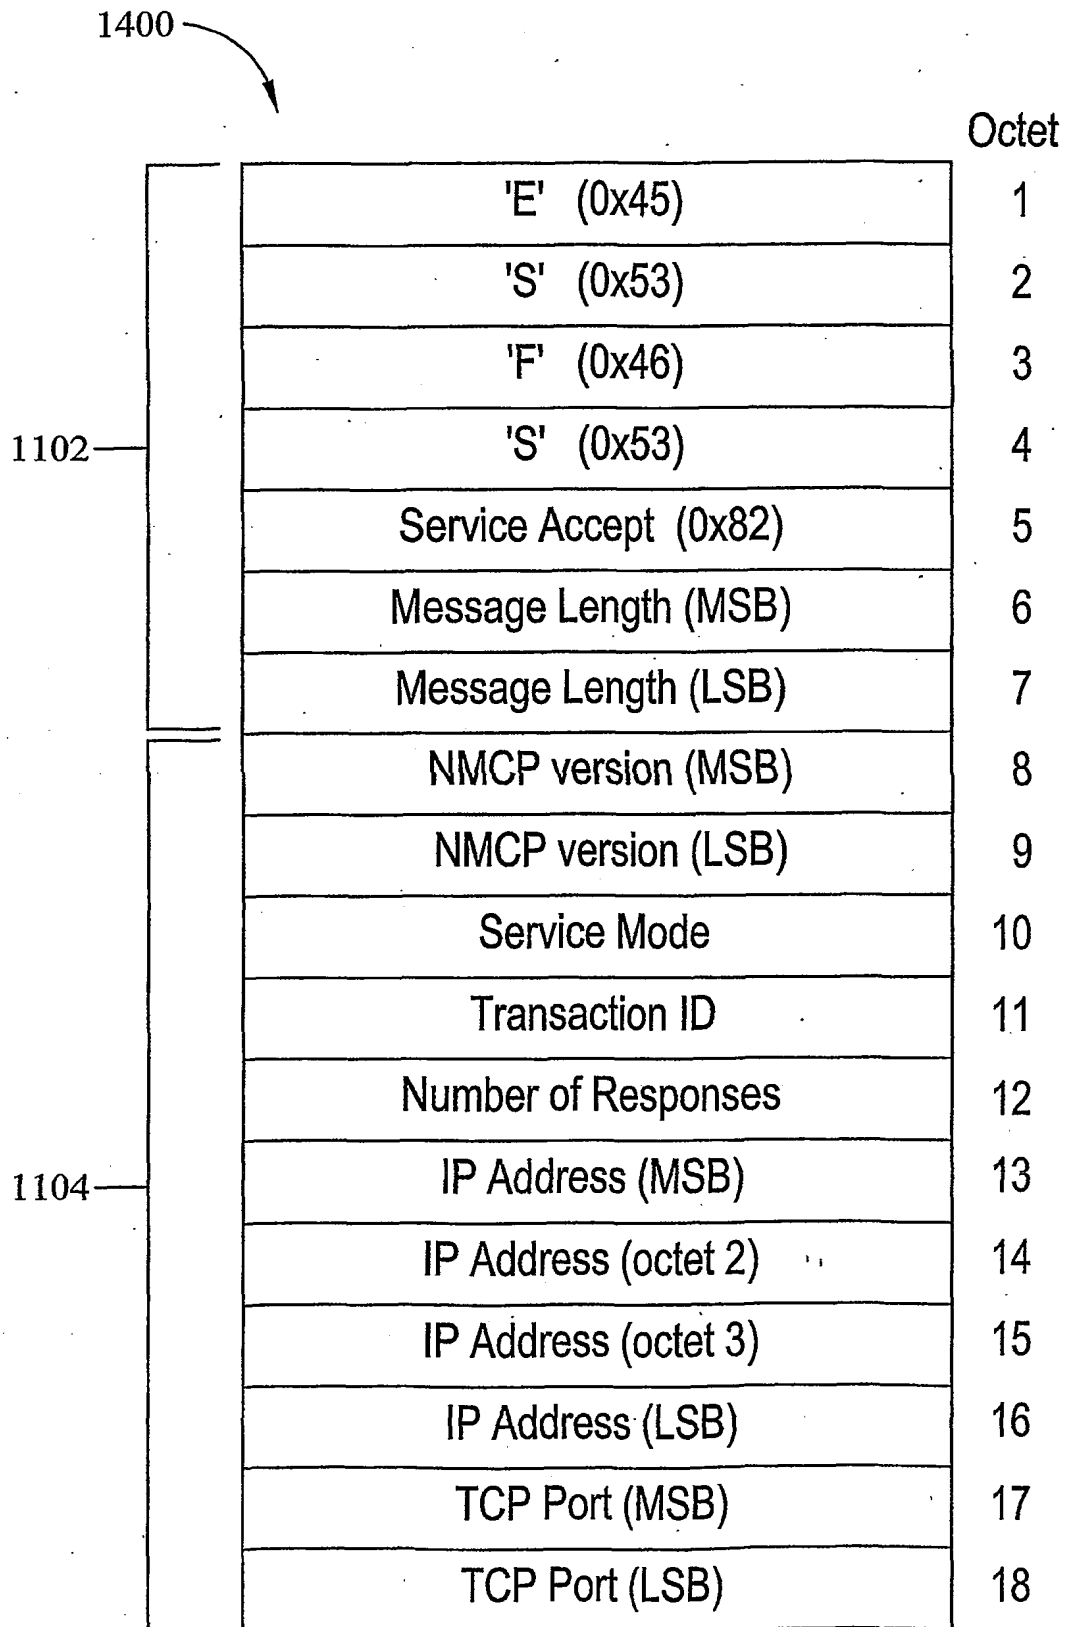 1400
Octet
'E' (0x45) 1
'S' (0x53) 2
'F' (0x46) 3
1102 'S' (0x53) 4
Service Accept (0x82) 5
Message Length (MSB) 6
Message Length (LSB) 7
NMCP version (MSB) 8
NMCP version (LSB) 9
Service Mode 10
Transaction ID 11
Number of Responses 12
1104 IP Address (MSB) 13
IP Address (octet 2) 14
IP Address (octet 3) 15
IP Address (LSB) 16
TCP Port (MSB) 17
TCP Port (LSB) 18